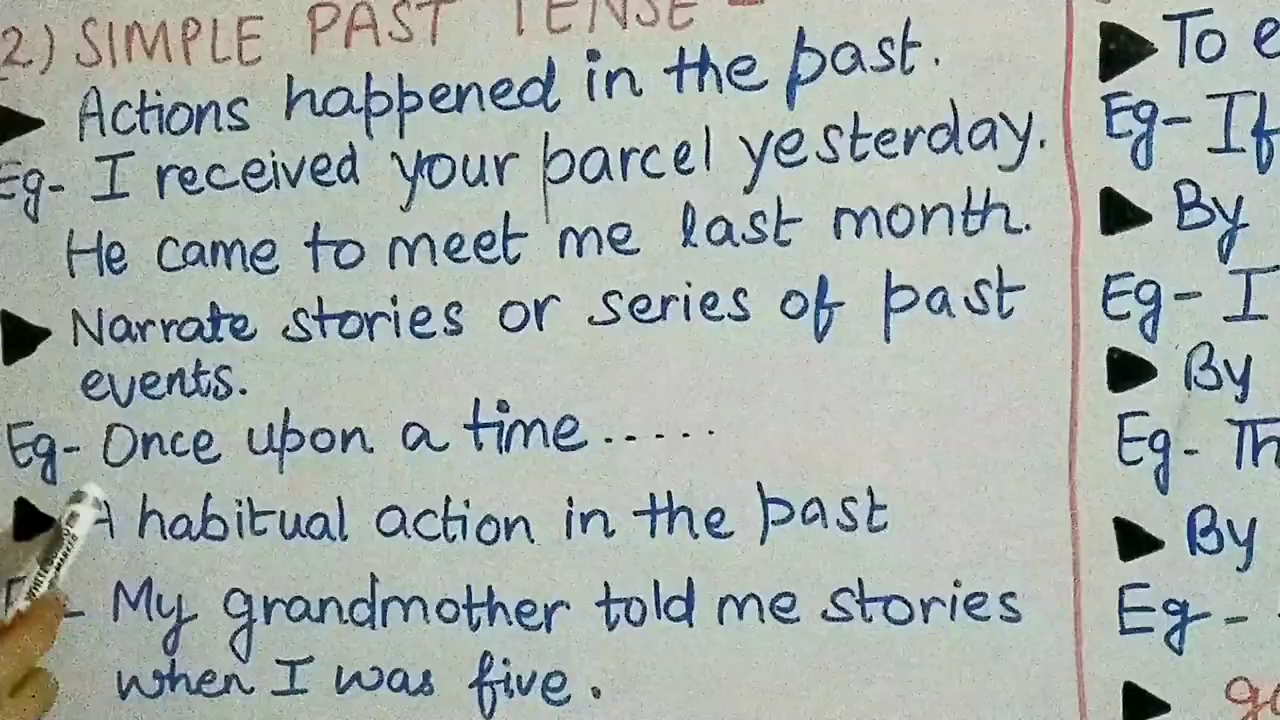 2) SIMPLE PAST TENSE -
Actions happened in the past.
Eg- I received your parcel yesterday.
He came to meet me last month.
Narrate stories or series of past
events.
Eg- Once upon a time.....
A habitual action in the past
- My grandmother told me stories
when I was five.
To
Eg- If
By
Eg- I
By
Eg-
By
Eg-